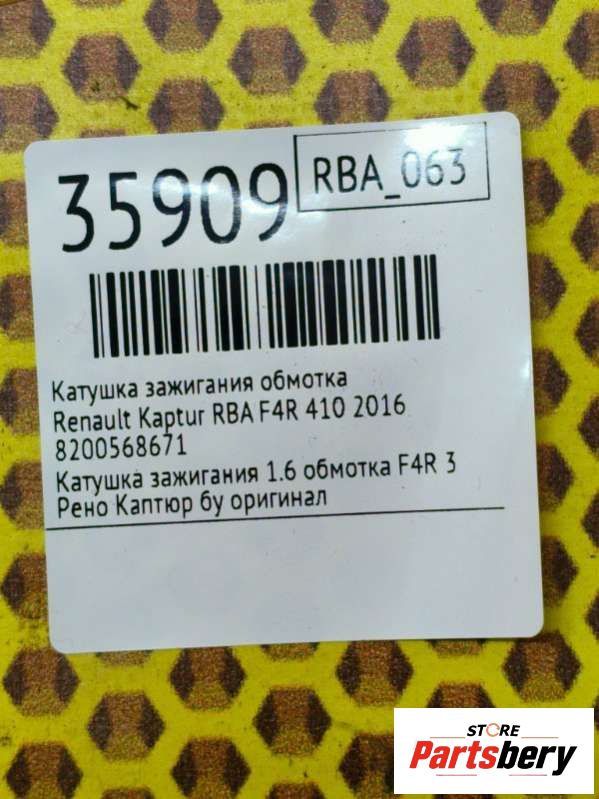 35909
RBA_063
Катушка зажигания обмотка
Renault Kaptur RBA F4R 410 2016
8200568671
Катушка зажигания 1.6 обмотка F4R 3
Рено Каптюр бу оригинал
STORE
Partsbery